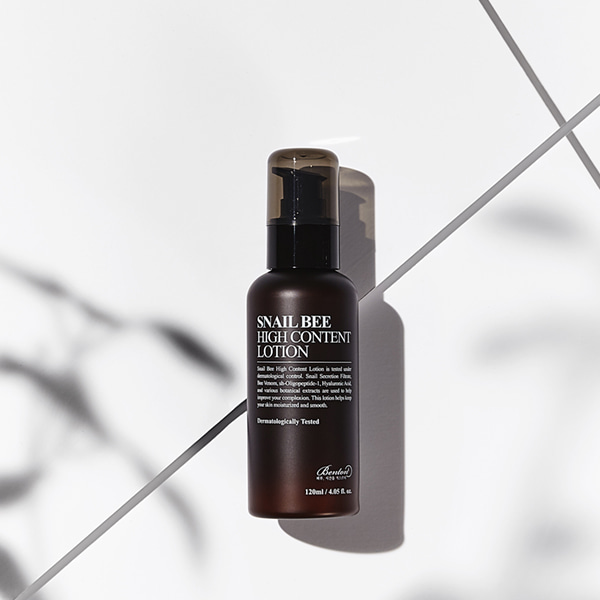 SNAIL BEE
HIGH CONTENT
LOTION
Snail Bee High Content Lotion is tested under
dermatological control. Snail Secretion Filtrate,
Bee Venom, sh-Oligopeptide-1, Hyaluronic Acid,
and various botanical extracts are used to help
improve your complexion. This lotion helps keep
your skin moisturized and smooth.
Dermatologically Tested
Benton
120ml / 4.05 fl. oz.